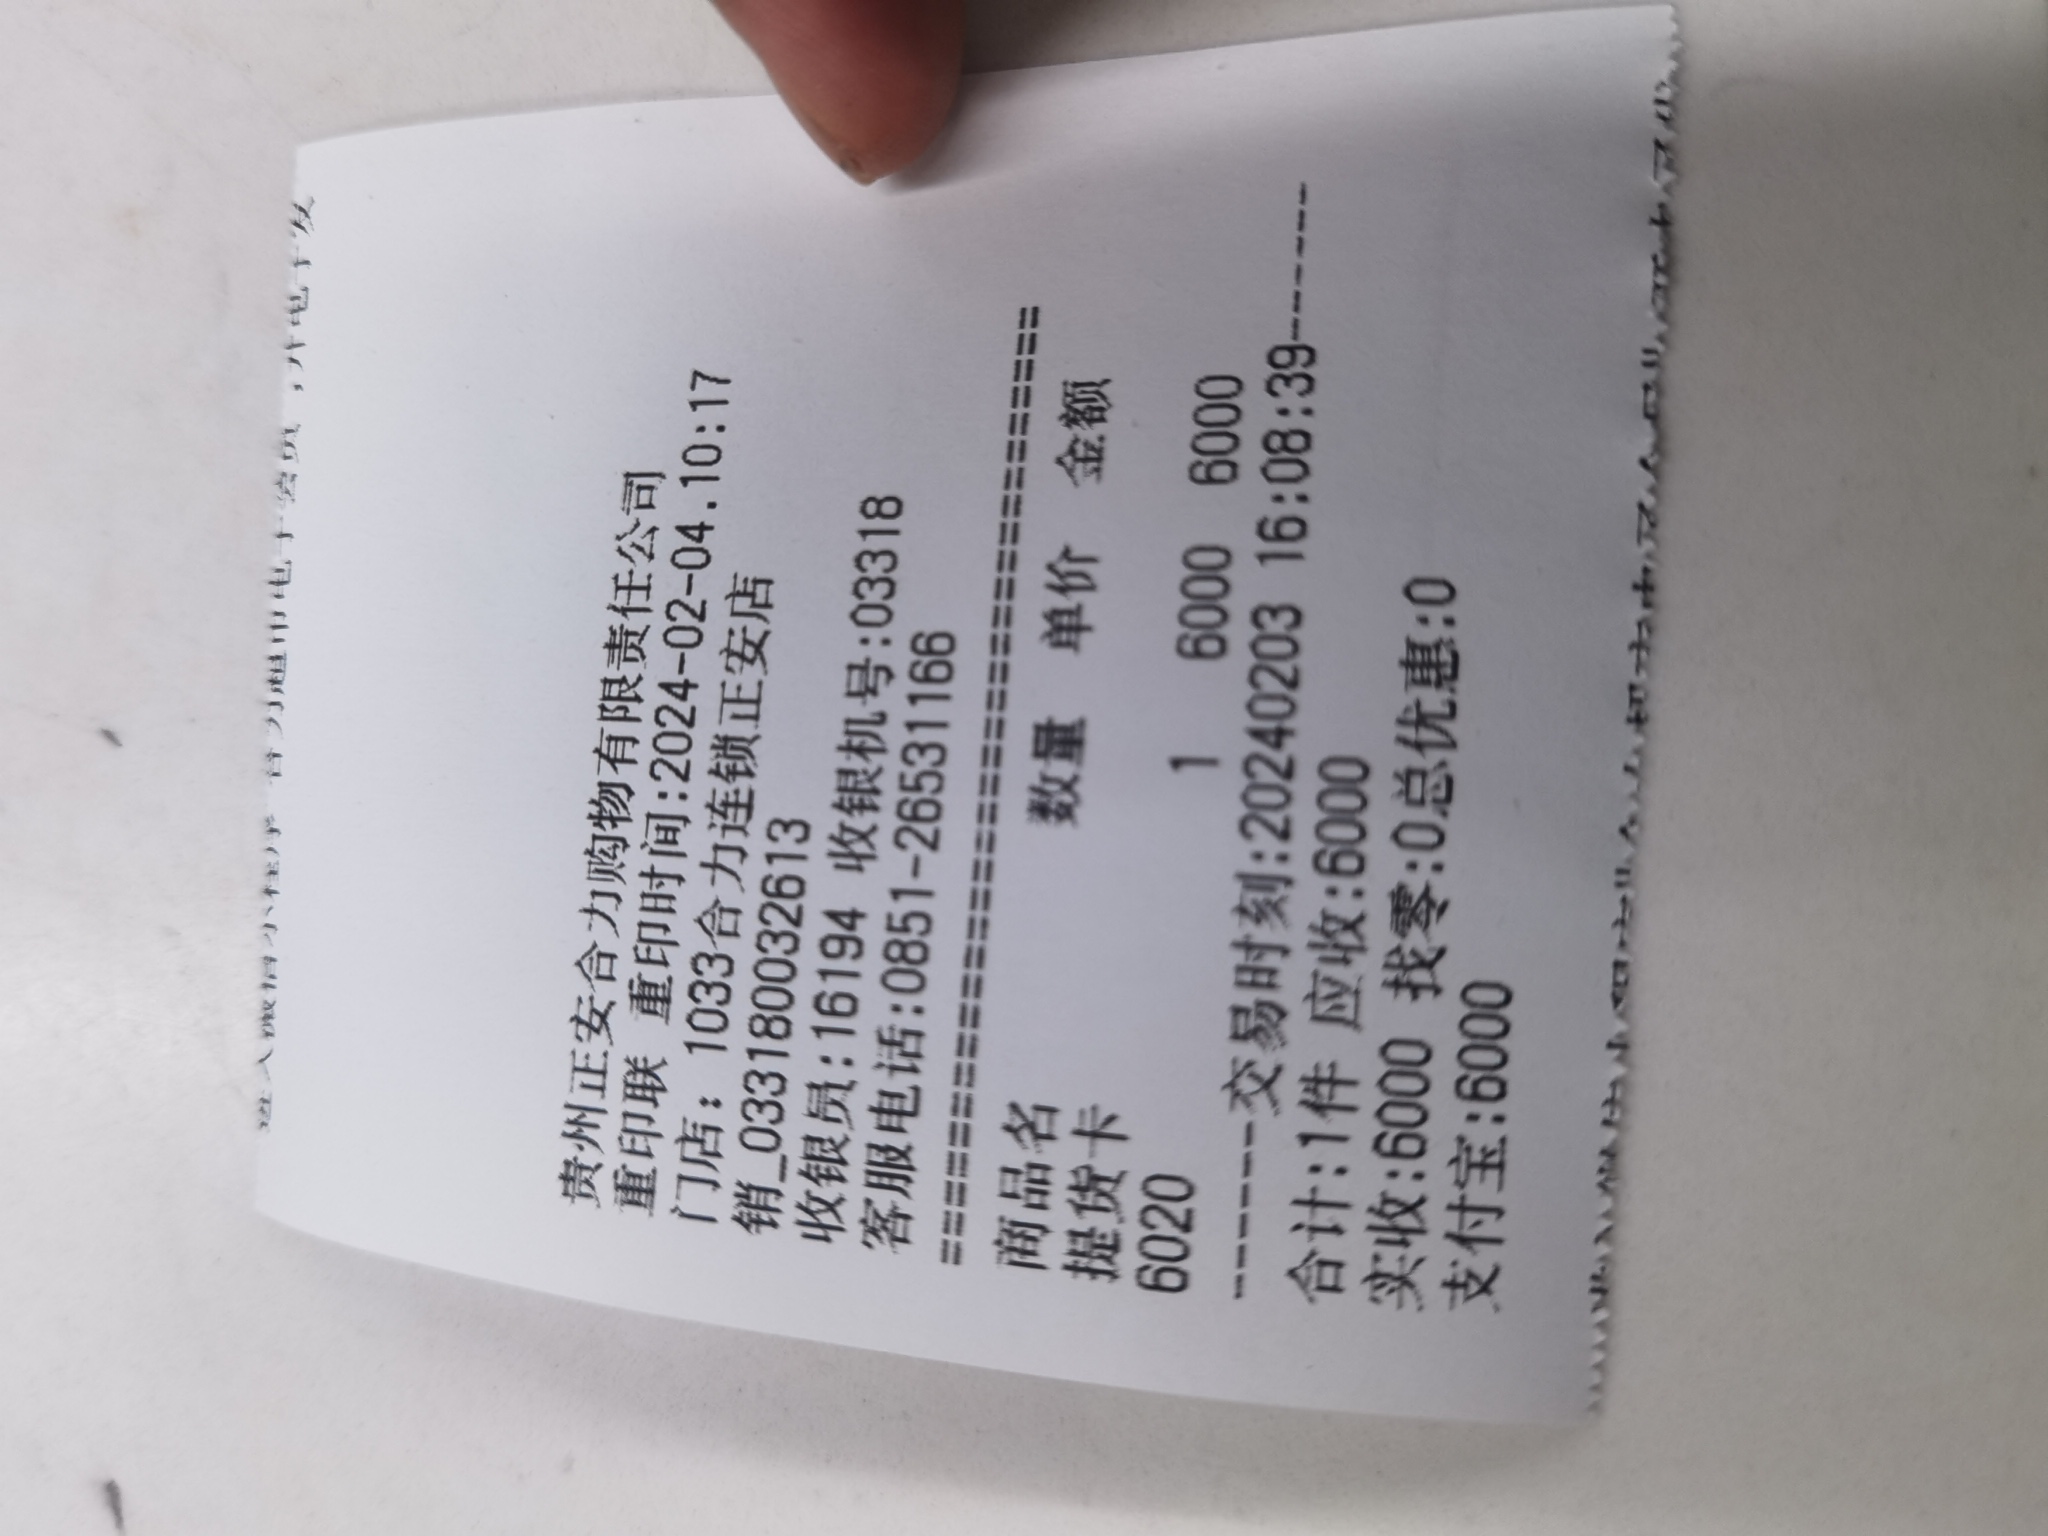 贵州正安合力购物有限责任公司
重印联 重印时间:2024-02-04.10:17
门店: 1033合力连锁正安店
销_03318003​2613
收银员:16194 收银机号:03318
客服电话:0851-26531166
==============================
商品名 数量 单价 金额
提货卡
6020 1 6000 6000
-------交易时刻:20240203 16:08:39-------
合计:1件 应收:6000
实收:6000 找零:0总优惠:0
支付宝:6000